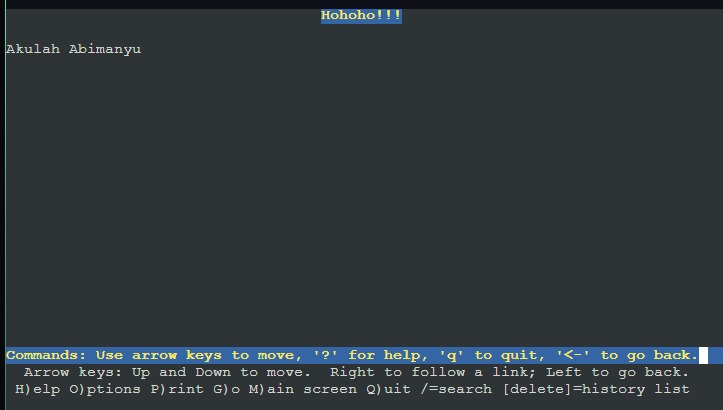 Hohoho!!!
Akulah Abimanyu
Commands: Use arrow keys to move, '?' for help, 'q' to quit, '<-' to go back.
Arrow keys: Up and Down to move.  Right to follow a link; Left to go back.
H)elp O)ptions P)rint G)o M)ain screen Q)uit /=search [delete]=history list